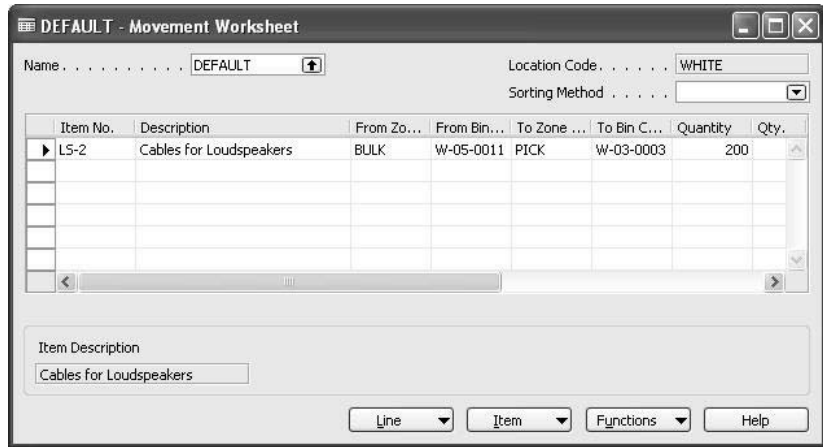 DEFAULT - Movement Worksheet
Name . . . . . . . . . . DEFAULT
Location Code . . . . . . WHITE
Sorting Method . . . . .
Item No. Description From Zo... From Bin... To Zone ... To Bin C... Quantity Qty.
LS-2 Cables for Loudspeakers BULK W-05-0011 PICK W-03-0003 200
Item Description
Cables for Loudspeakers
Line Item Functions Help